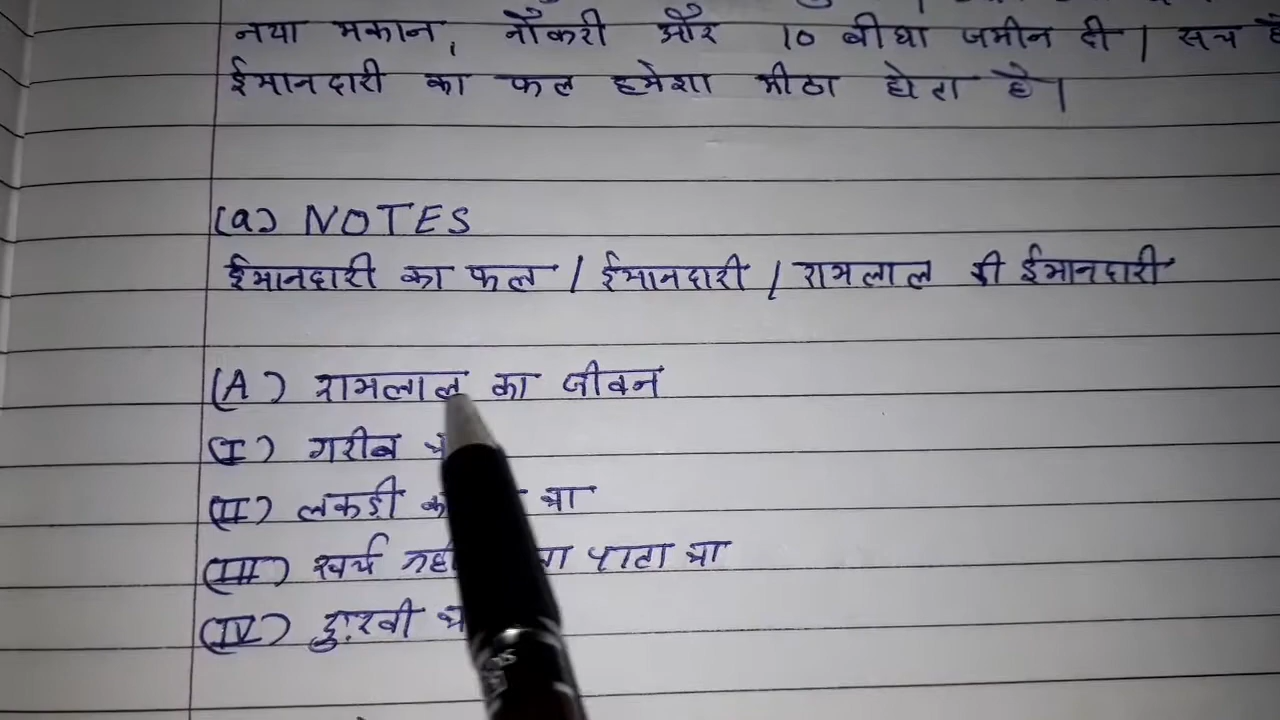 नया मकान, नौकरी और 10 बीघा जमीन दी। सच
ईमानदारी का फल हमेशा मीठा होता है।
(a) NOTES
ईमानदारी का फल / ईमानदारी / रामलाल की ईमानदारी
(A) रामलाल का जीवन
(I) गरीब
(II) लकड़ी था
(III) खर्च पाता था
(IV) दुःखी